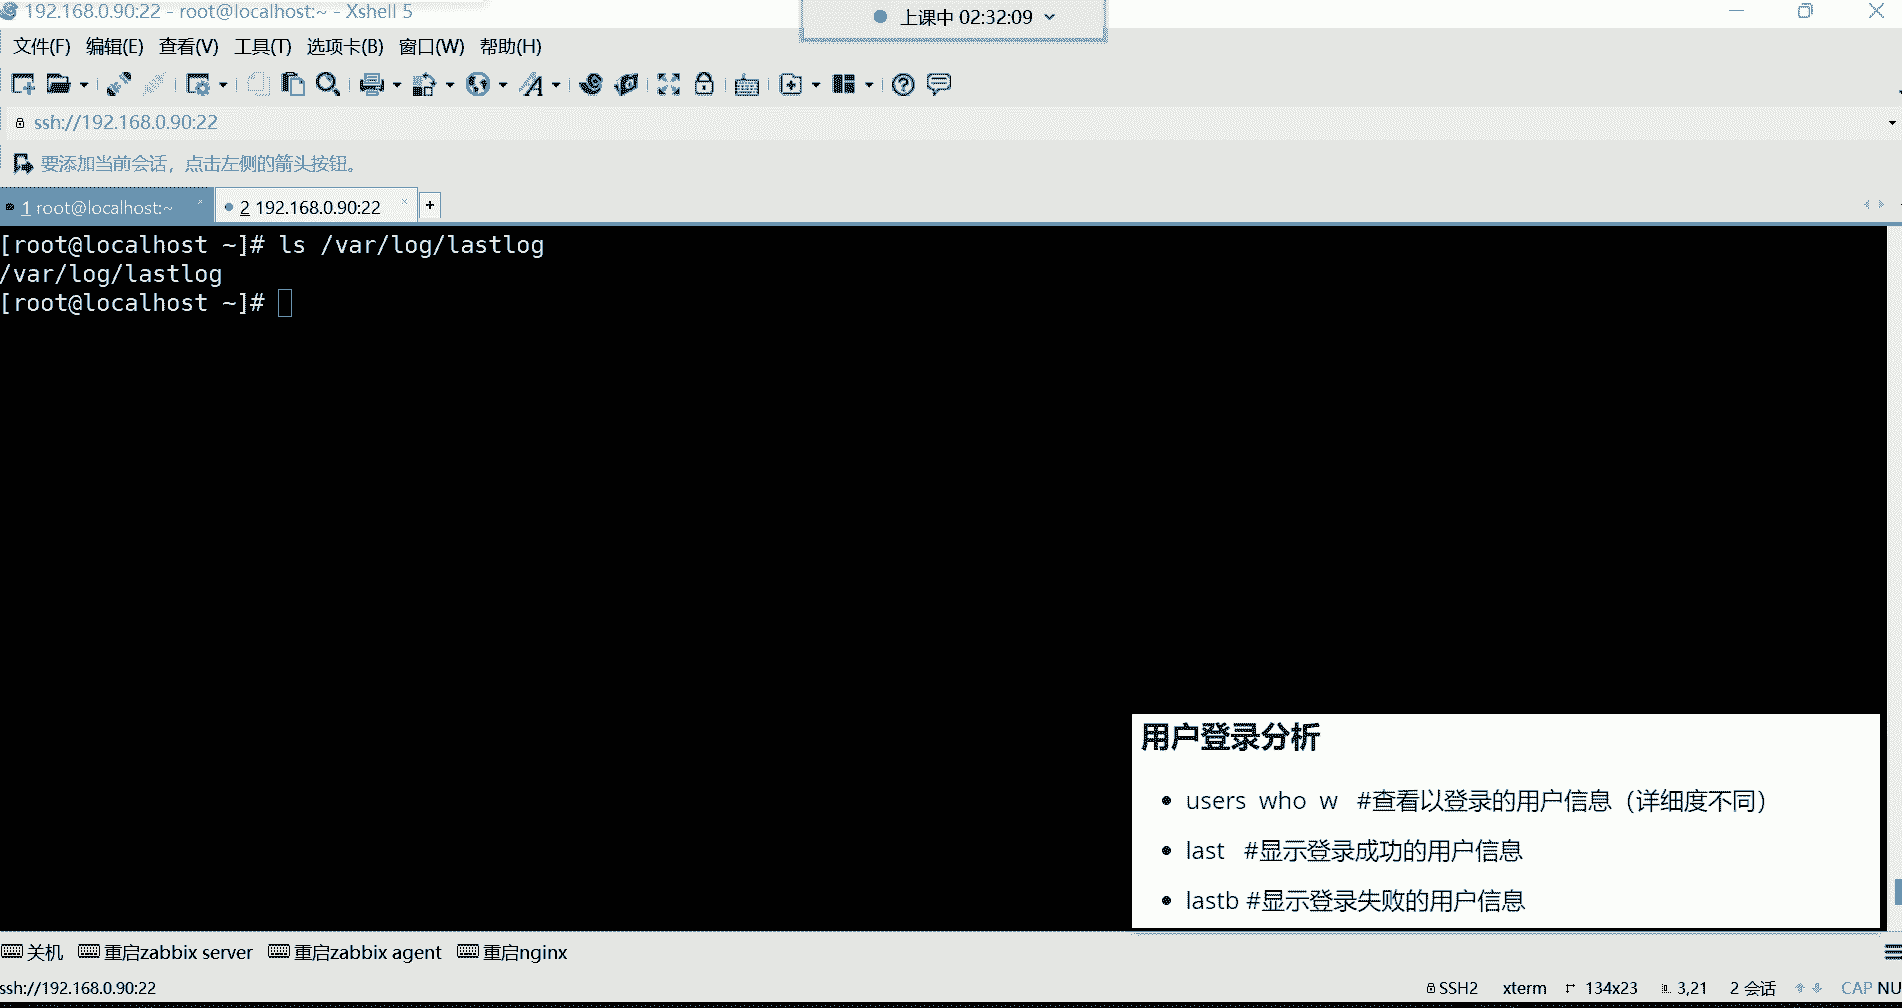 192.168.0.90:22 - root@localhost:~ - Xshell 5
上课中 02:32:09
文件(F) 编辑(E) 查看(V) 工具(T) 选项卡(B) 窗口(W) 帮助(H)
ssh://192.168.0.90:22
要添加当前会话，点击左侧的箭头按钮。
1 root@localhost:~ × 2 192.168.0.90:22 × +
[root@localhost ~]# ls /var/log/lastlog
/var/log/lastlog
[root@localhost ~]#
用户登录分析
• users who w #查看以登录的用户信息（详细度不同）
• last #显示登录成功的用户信息
• lastb #显示登录失败的用户信息
关机 重启zabbix server 重启zabbix agent 重启nginx
ssh://192.168.0.90:22 SSH2 xterm 134x23 3,21 2 会话 CAP NU